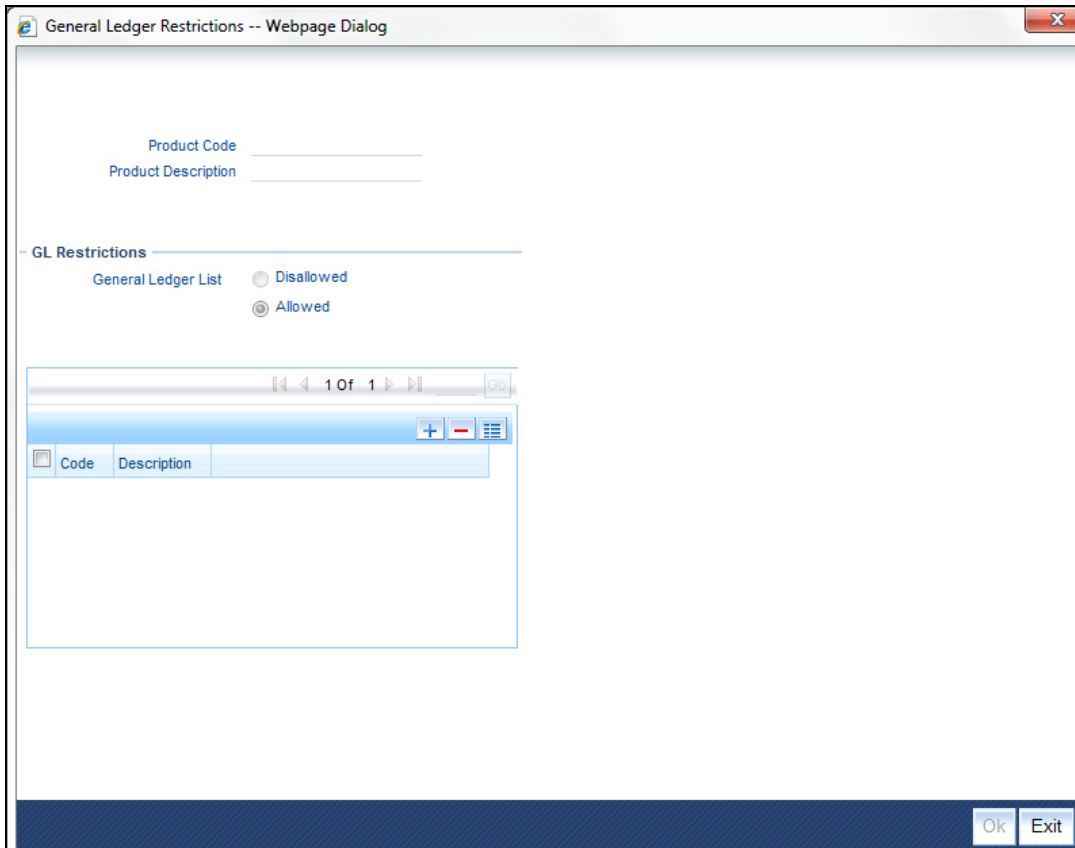 General Ledger Restrictions -- Webpage Dialog
Product Code
Product Description
GL Restrictions
General Ledger List
Disallowed
Allowed
1 Of 1
Go
Code Description
Ok Exit